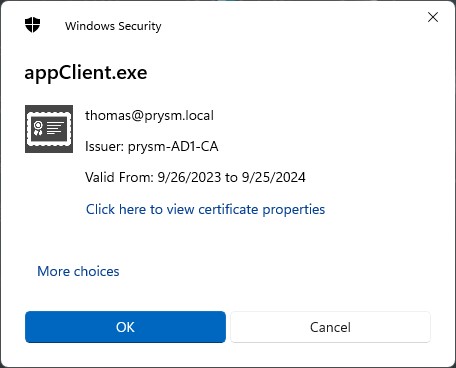 Windows Security
appClient.exe
thomas@prysm.local
Issuer: prysm-AD1-CA
Valid From: 9/26/2023 to 9/25/2024
Click here to view certificate properties
More choices
OK
Cancel